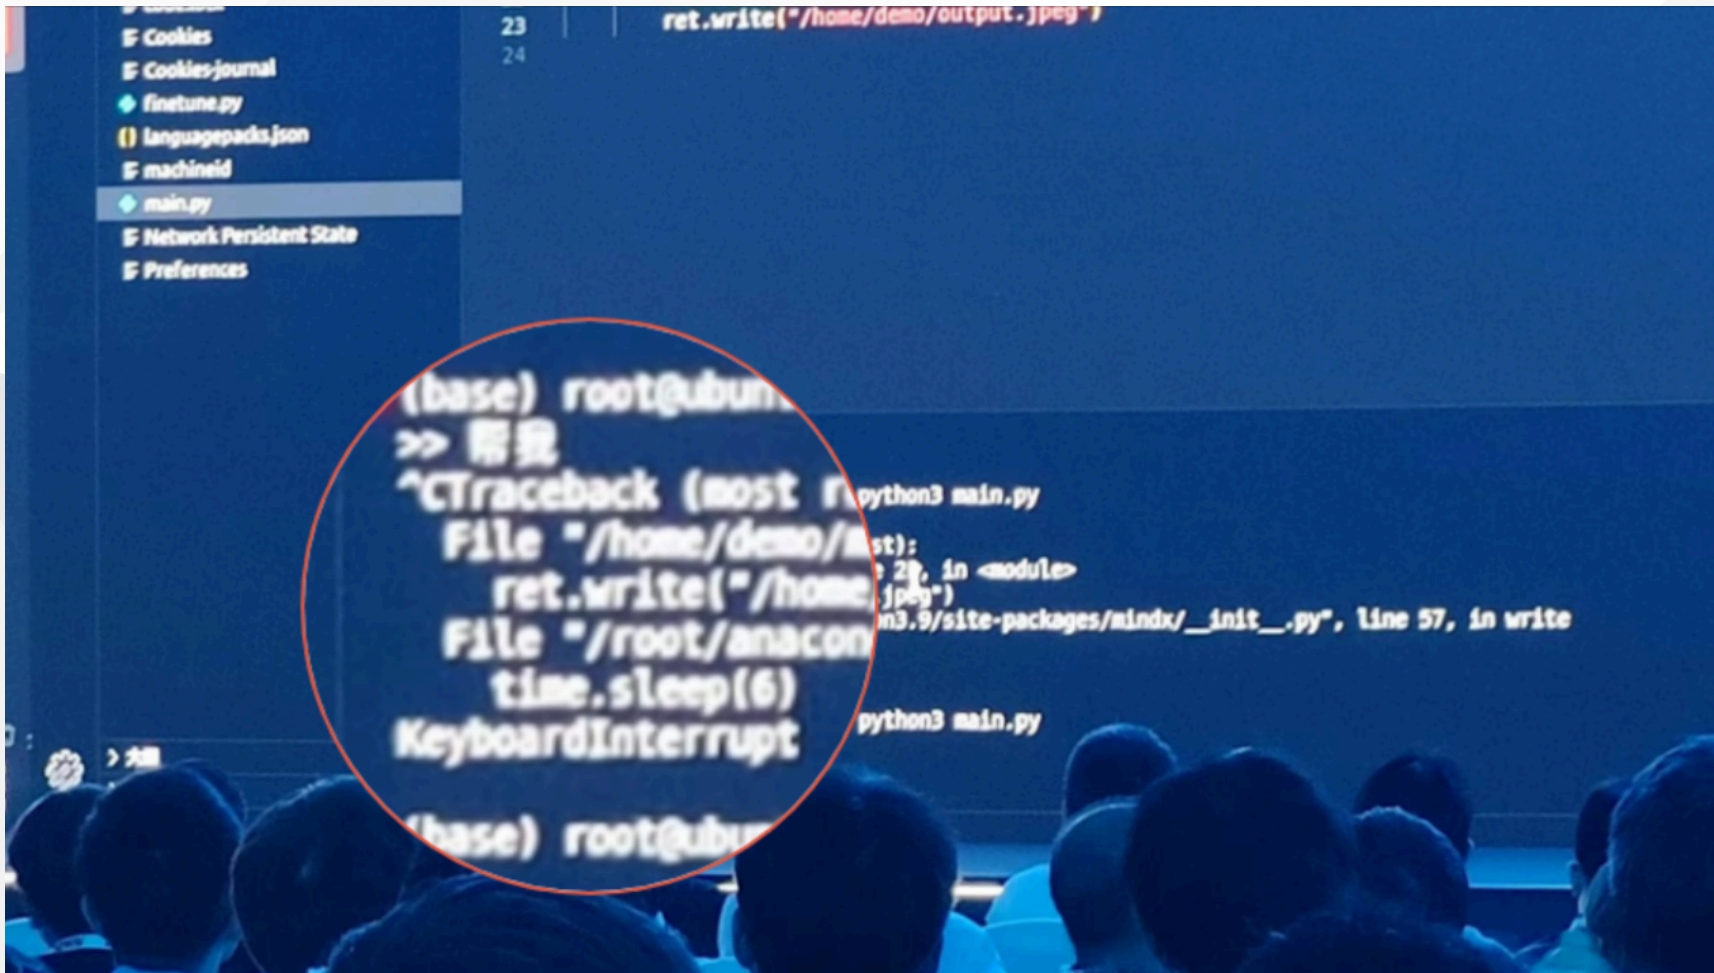 23 ret.write("/home/demo/output.jpeg")
24
Cookies
Cookies-journal
finetune.py
languagepacks.json
machineid
main.py
Network Persistent State
Preferences
(base) root@ubun
>> 帮我
^CTraceback (most r
File "/home/demo/m
ret.write("/home
File "/root/anacon
time.sleep(6)
KeyboardInterrupt
(base) root@ubun
python3 main.py
st):
in <module>
.jpeg")
on3.9/site-packages/mindx/__init__.py", line 57, in write
python3 main.py
> 大纲